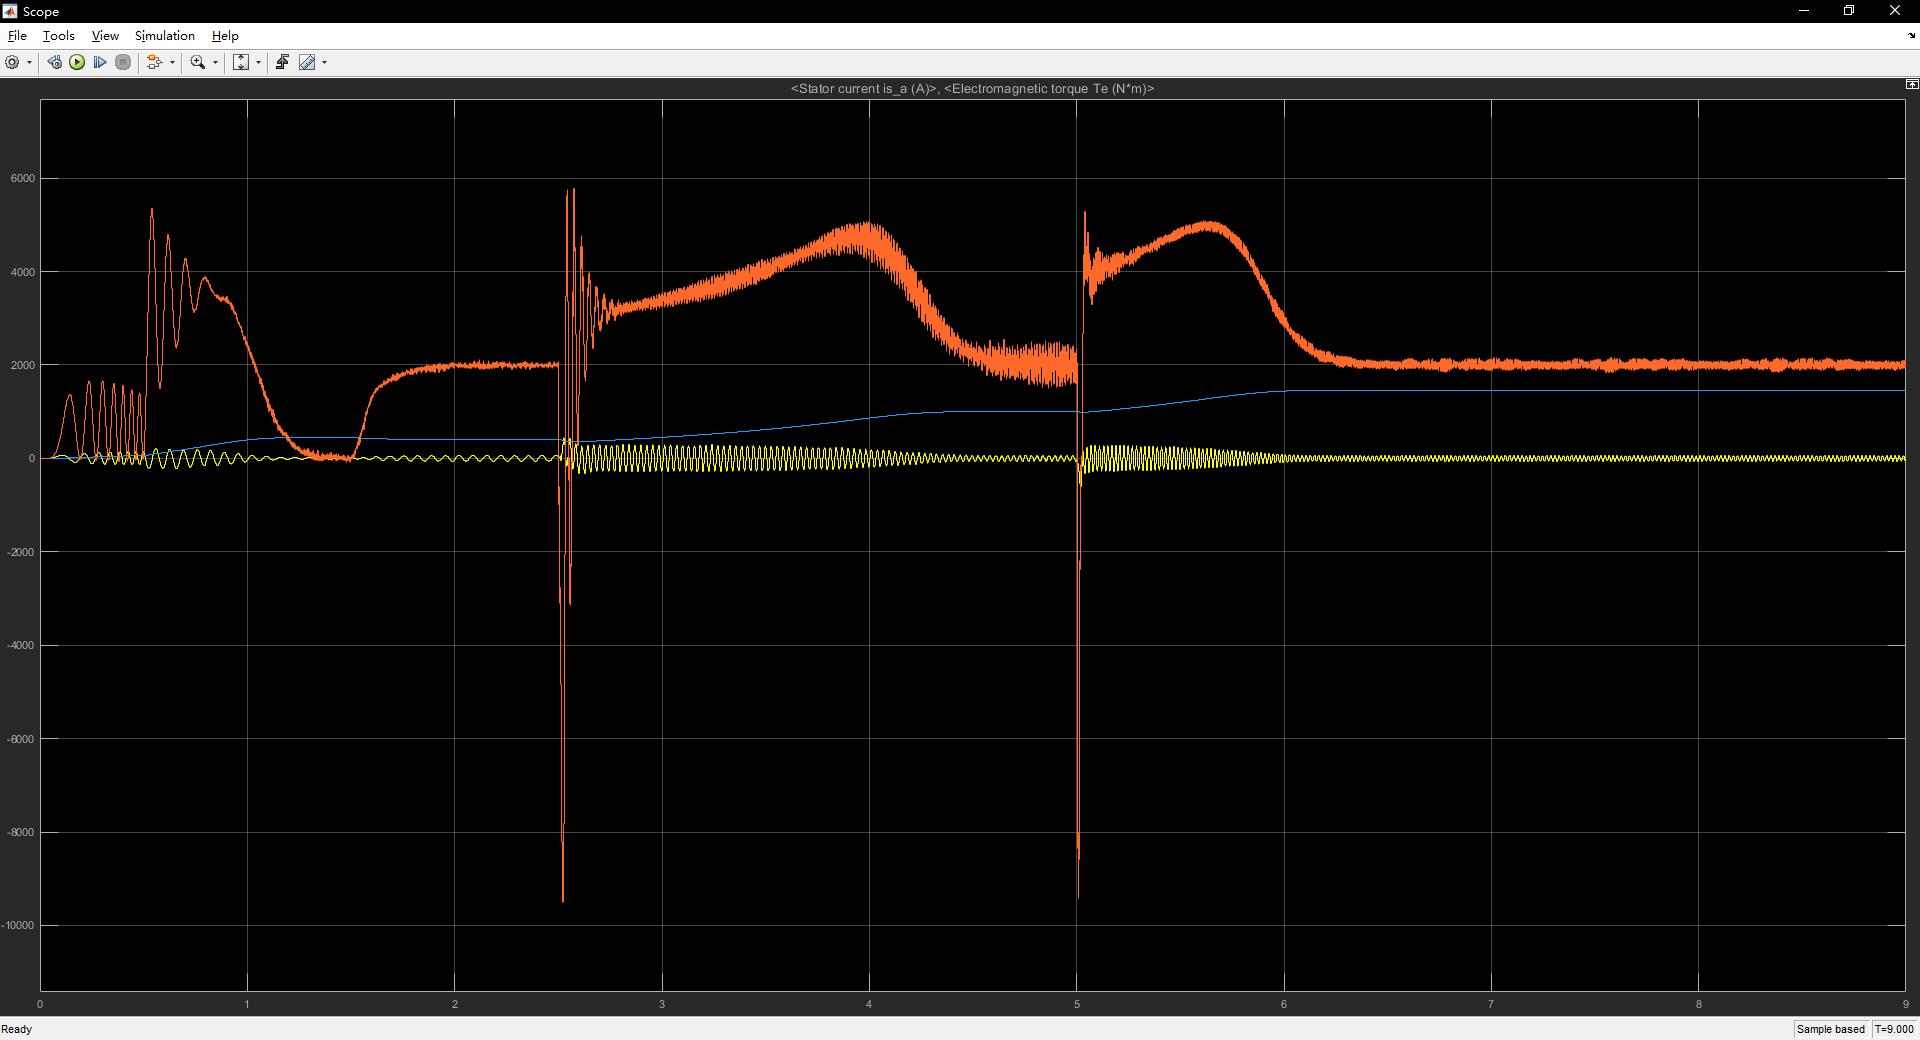 Scope
File Tools View Simulation Help
<Stator current is_a (A)>, <Electromagnetic torque Te (N*m)>
6000
4000
2000
0
-2000
-4000
-6000
-8000
-10000
0 1 2 3 4 5 6 7 8 9
Ready Sample based T=9.000